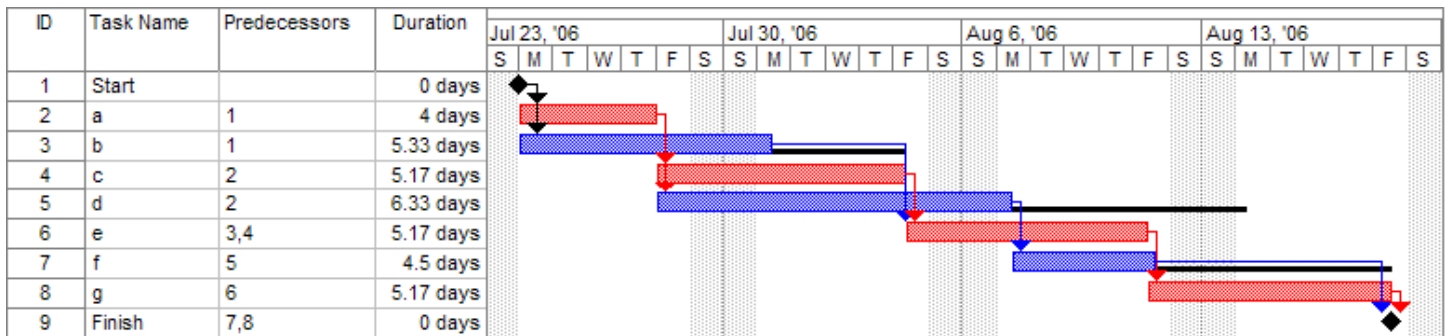 ID Task Name Predecessors Duration Jul 23, '06 Jul 30, '06 Aug 6, '06 Aug 13, '06
S M T W T F S S M T W T F S S M T W T F S S M T W T F S
1 Start 0 days
2 a 1 4 days
3 b 1 5.33 days
4 c 2 5.17 days
5 d 2 6.33 days
6 e 3,4 5.17 days
7 f 5 4.5 days
8 g 6 5.17 days
9 Finish 7,8 0 days